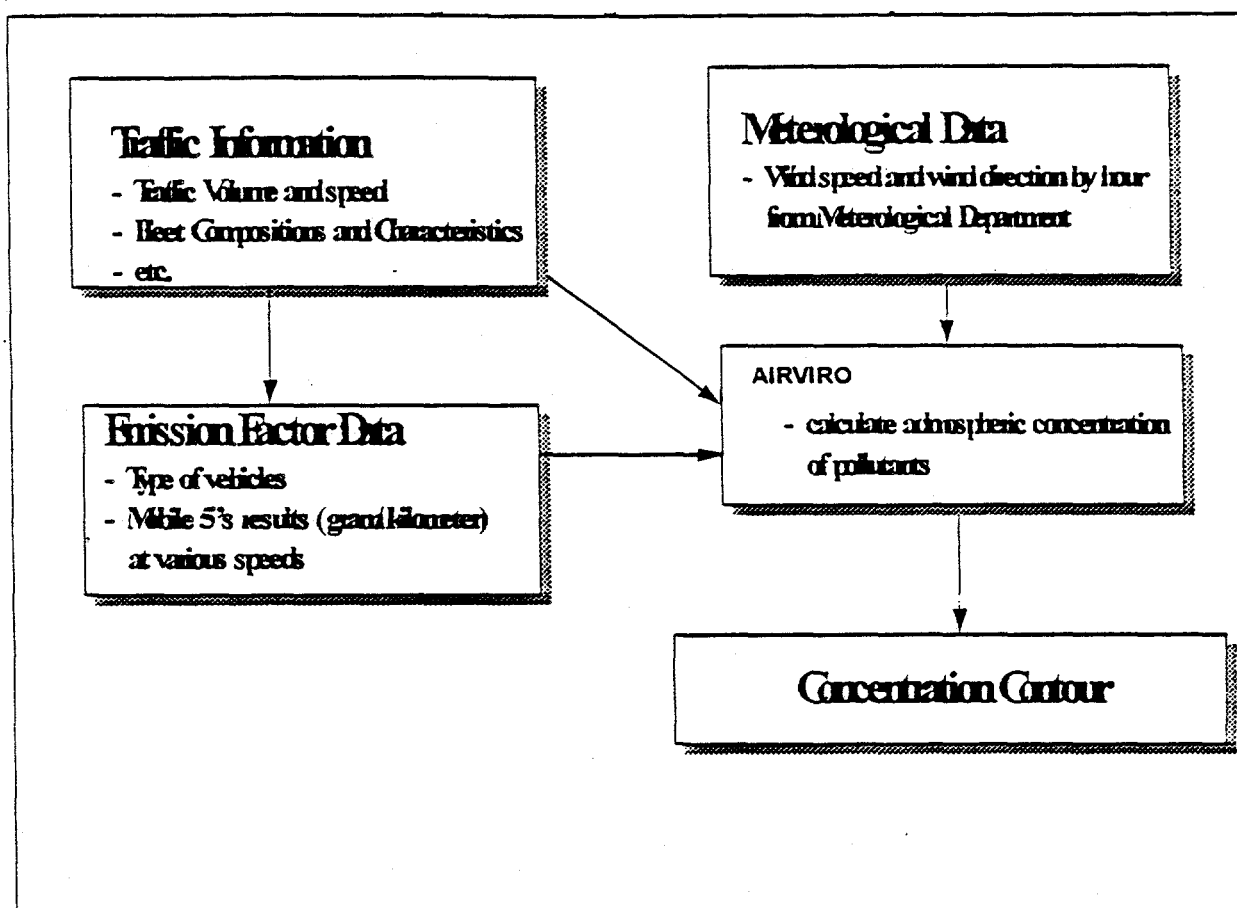 Traffic Information
- Traffic Volume and speed
- Fleet Compositions and Characteristics
- etc.
Meterological Data
- Wind speed and wind direction by hour
from Meterological Department
Emission Factor Data
- Type of vehicles
- Mobile 5's results (gram/kilometer)
at various speeds
AIRVIRO
- calculate admospheric concentration
of pollutants
Concentration Contour